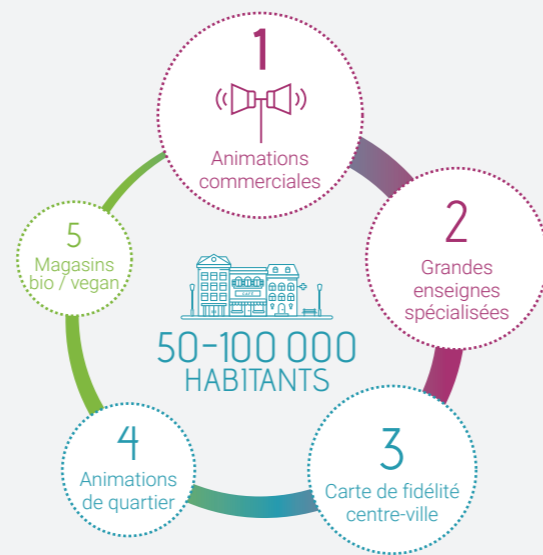 1
Animations
commerciales
2
Grandes
enseignes
spécialisées
3
Carte de fidélité
centre-ville
4
Animations
de quartier
5
Magasins
bio / vegan
50-100 000
HABITANTS